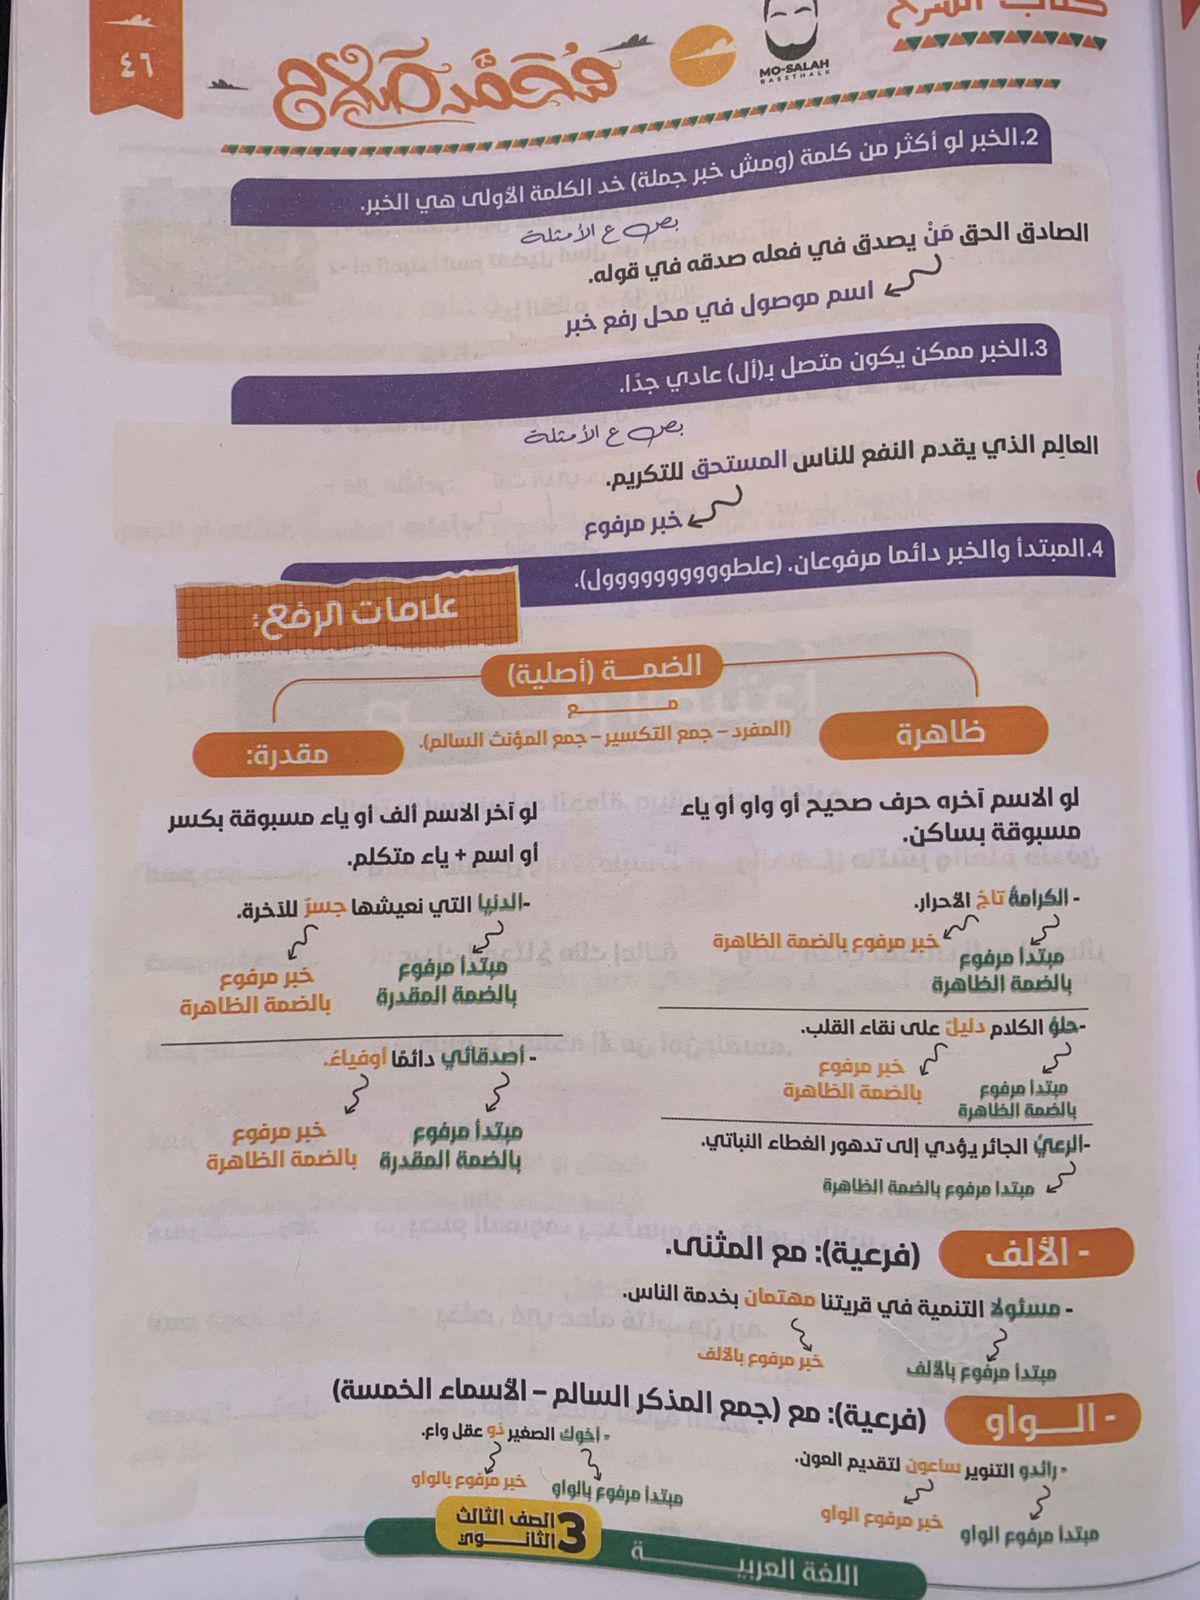 كتاب الشرح
MO-SALAH
BASSTHALK
محمد صلاح
٤٦
2.الخبر لو أكثر من كلمة (ومش خبر جملة) خد الكلمة الأولى هي الخبر.
بص ع الأمثلة
الصادق الحق مَنْ يصدق في فعله صدقه في قوله.
اسم موصول في محل رفع خبر
3.الخبر ممكن يكون متصل بـ(أل) عادي جدًا.
بص ع الأمثلة
العالِم الذي يقدم النفع للناس المستحق للتكريم.
خبر مرفوع
4.المبتدأ والخبر دائما مرفوعان. (علطووووووووووول).
علامات الرفع:
الضمـــة (أصلية)
مـــــــع
(المفرد – جمع التكسير – جمع المؤنث السالم).
ظاهرة
لو الاسم آخره حرف صحيح أو واو أو ياء
مسبوقة بساكن.
- الكرامةُ تاجُ الأحرار.
خبر مرفوع بالضمة الظاهرة
مبتدأ مرفوع
بالضمة الظاهرة
-حلوُ الكلام دليلٌ على نقاء القلب.
خبر مرفوع
بالضمة الظاهرة
مبتدأ مرفوع
بالضمة الظاهرة
-الرعيُ الجائر يؤدي إلى تدهور الغطاء النباتي.
مبتدأ مرفوع بالضمة الظاهرة
مقدرة:
لو آخر الاسم ألف أو ياء مسبوقة بكسر
أو اسم + ياء متكلم.
-الدنيا التي نعيشها جسرٌ للآخرة.
مبتدأ مرفوع
بالضمة المقدرة
خبر مرفوع
بالضمة الظاهرة
- أصدقائي دائمًا أوفياءُ.
مبتدأ مرفوع
بالضمة المقدرة
خبر مرفوع
بالضمة الظاهرة
- الألف (فرعية): مع المثنى.
- مسئولا التنمية في قريتنا مهتمان بخدمة الناس.
مبتدأ مرفوع بالألف
خبر مرفوع بالألف
- الـــواو (فرعية): مع (جمع المذكر السالم – الأسماء الخمسة)
- رائدو التنوير ساعون لتقديم العون.
مبتدأ مرفوع الواو
خبر مرفوع الواو
- أخوك الصغير ذو عقل واع.
مبتدأ مرفوع بالواو
خبر مرفوع بالواو
اللغة العربيـــــــة
3 الصف الثالث
الثانـــوي